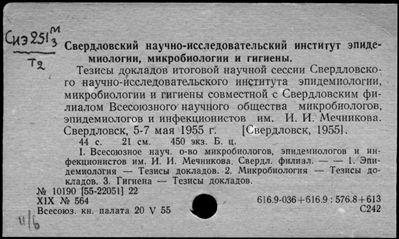 СиЭ251 М/3
Т2
Свердловский научно-исследовательский институт эпиде-
миологии, микробиологии и гигиены.
Тезисы докладов итоговой научной сессии Свердловско-
го научно-исследовательского института эпидемиологии,
микробиологии и гигиены совместной с Свердловским фи-
лиалом Всесоюзного научного общества микробиологов,
эпидемиологов и инфекционистов им. И. И. Мечникова.
Свердловск, 5-7 мая 1955 г. [Свердловск, 1955].
44 с. 21 см. 450 экз. Б. ц.
1. Всесоюзное науч. о-во микробиологов, эпидемиологов и ин-
фекционистов им. И. И. Мечникова. Свердл. филиал. — — 1. Эпи-
демиология — Тезисы докладов. 2. Микробиология — Тезисы до-
кладов. 3. Гигиена — Тезисы докладов.
№ 10190 [55-22051] 22
XIX № 564 616.9-036+616.9 : 576.8+613
Всесоюз. кн. палата 20 V 55 С242